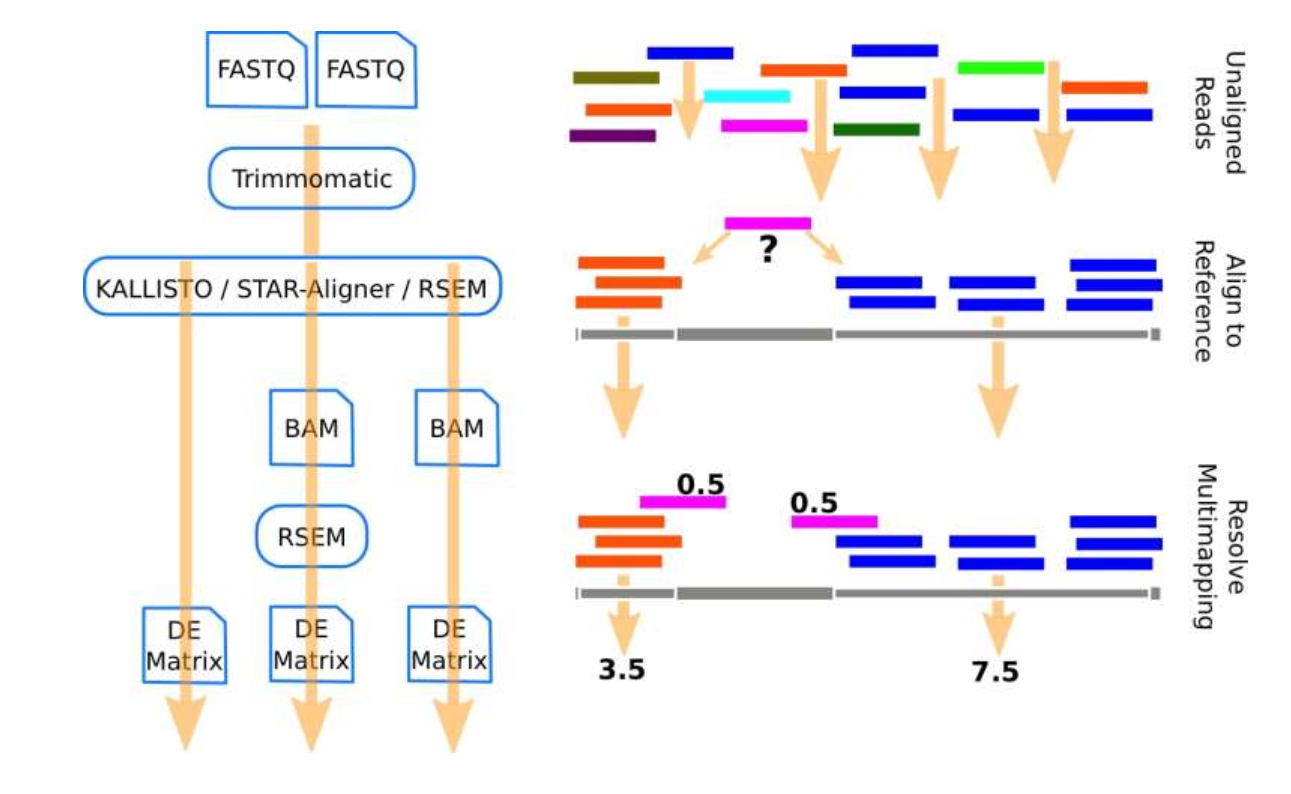 FASTQ FASTQ
Trimmomatic
KALLISTO / STAR-Aligner / RSEM
BAM BAM
RSEM
DE
Matrix
DE
Matrix
DE
Matrix
Unaligned
Reads
?
Align to
Reference
0.5
0.5
Resolve
Multimapping
3.5
7.5